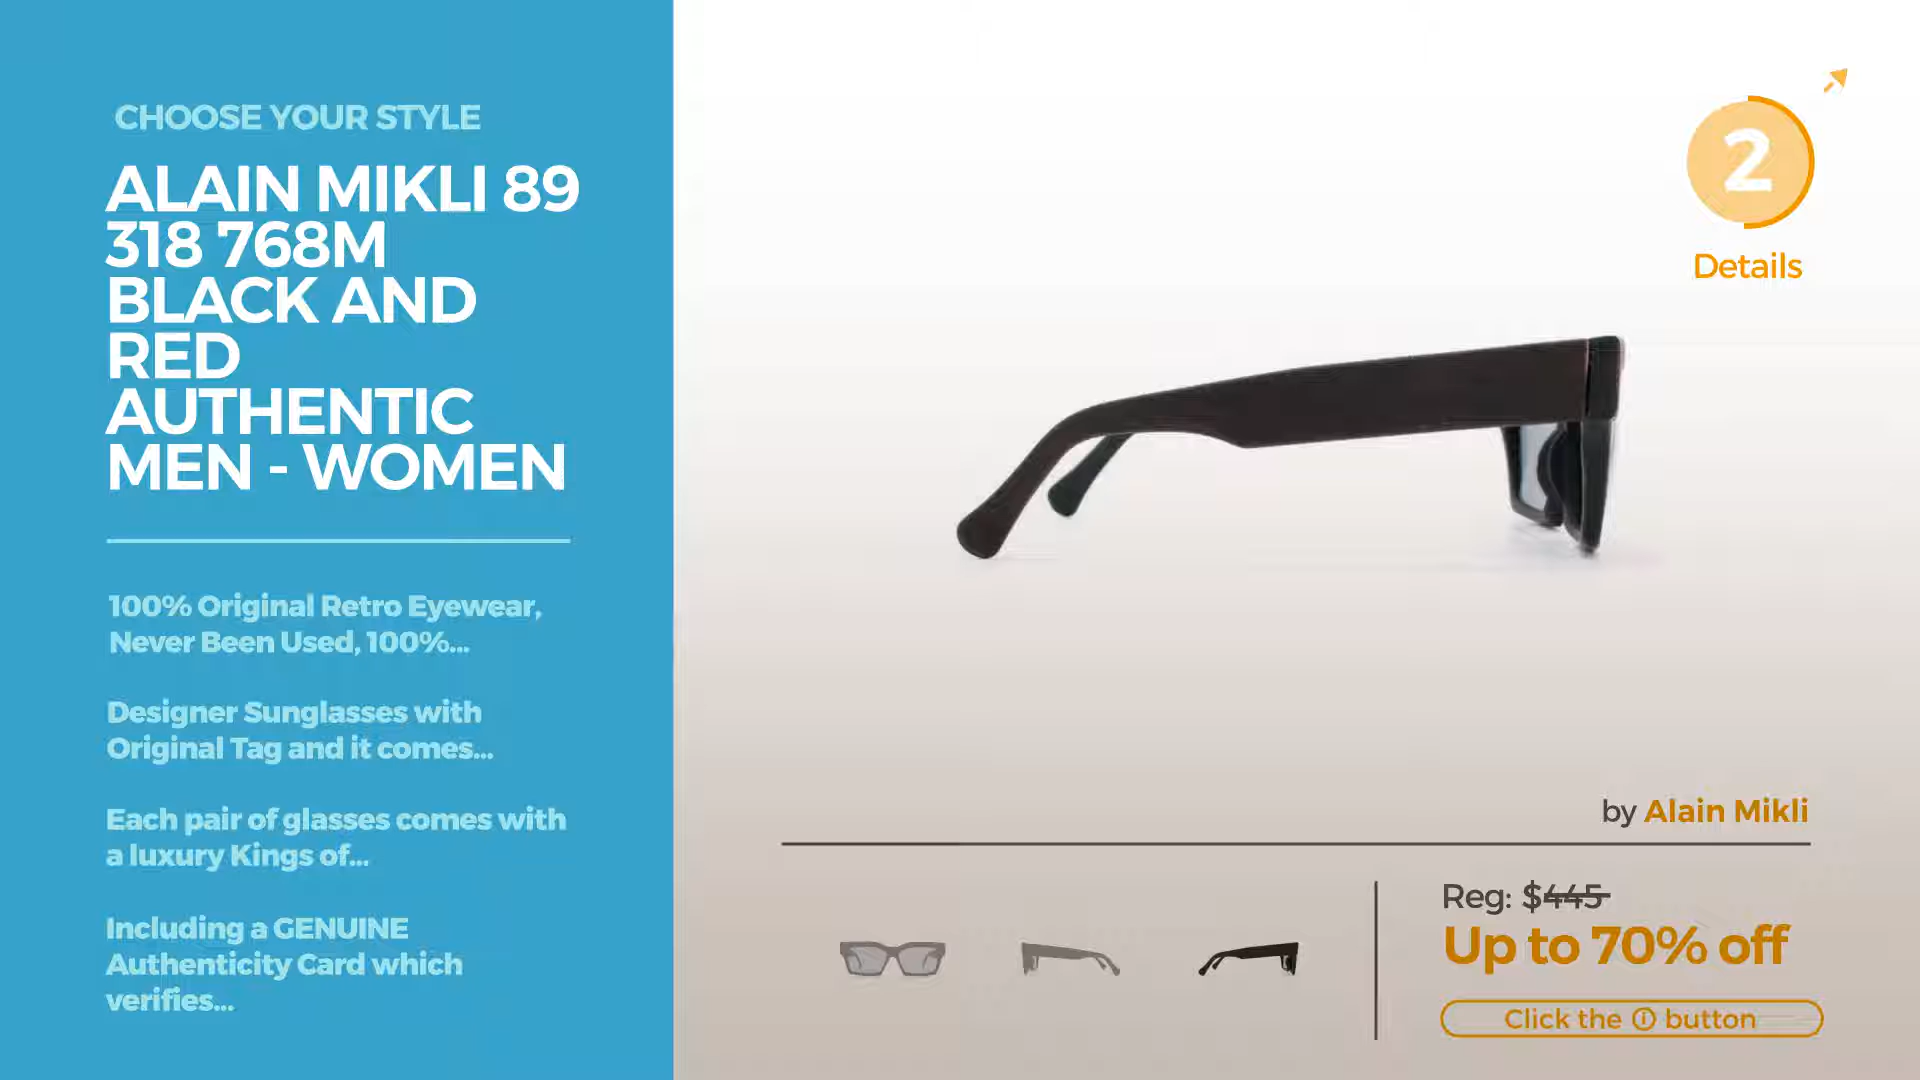 CHOOSE YOUR STYLE
ALAIN MIKLI 89
318 768M
BLACK AND
RED
AUTHENTIC
MEN - WOMEN
100% Original Retro Eyewear,
Never Been Used, 100%...
Designer Sunglasses with
Original Tag and it comes...
Each pair of glasses comes with
a luxury Kings of...
Including a GENUINE
Authenticity Card which
verifies...
2
Details
by Alain Mikli
Reg: $445
Up to 70% off
Click the ⓘ button